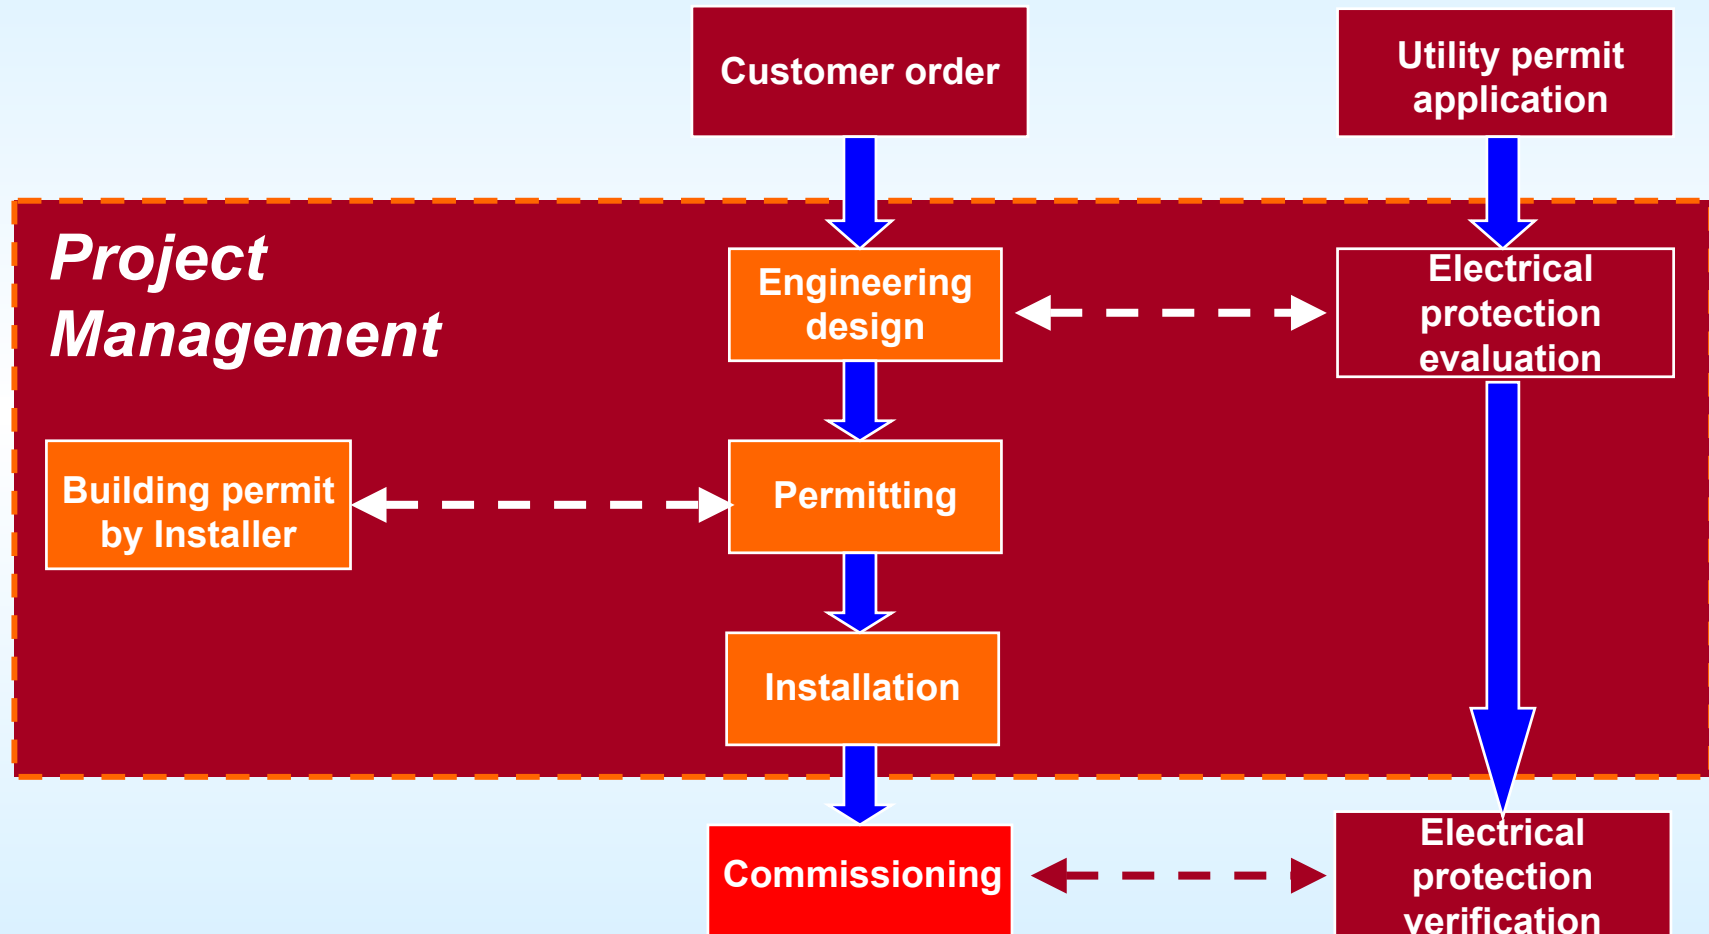 Customer order
Utility permit
application
Project
Management
Engineering
design
Electrical
protection
evaluation
Building permit
by Installer
Permitting
Installation
Commissioning
Electrical
protection
verification